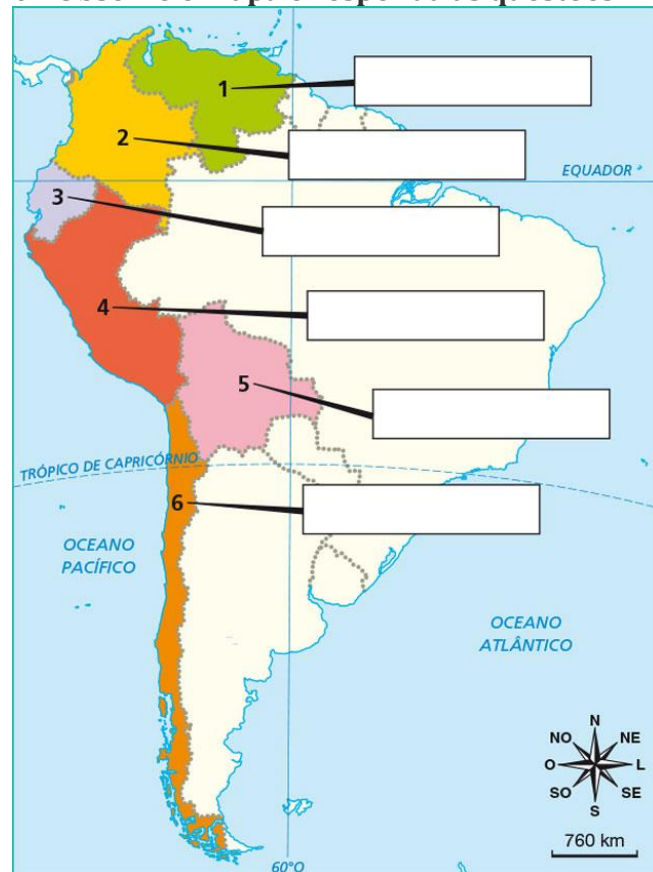 1
2
EQUADOR
3
4
5
TRÓPICO DE CAPRICÓRNIO
6
OCEANO
PACÍFICO
OCEANO
ATLÂNTICO
N
NO NE
O L
SO SE
S
760 km
60°O